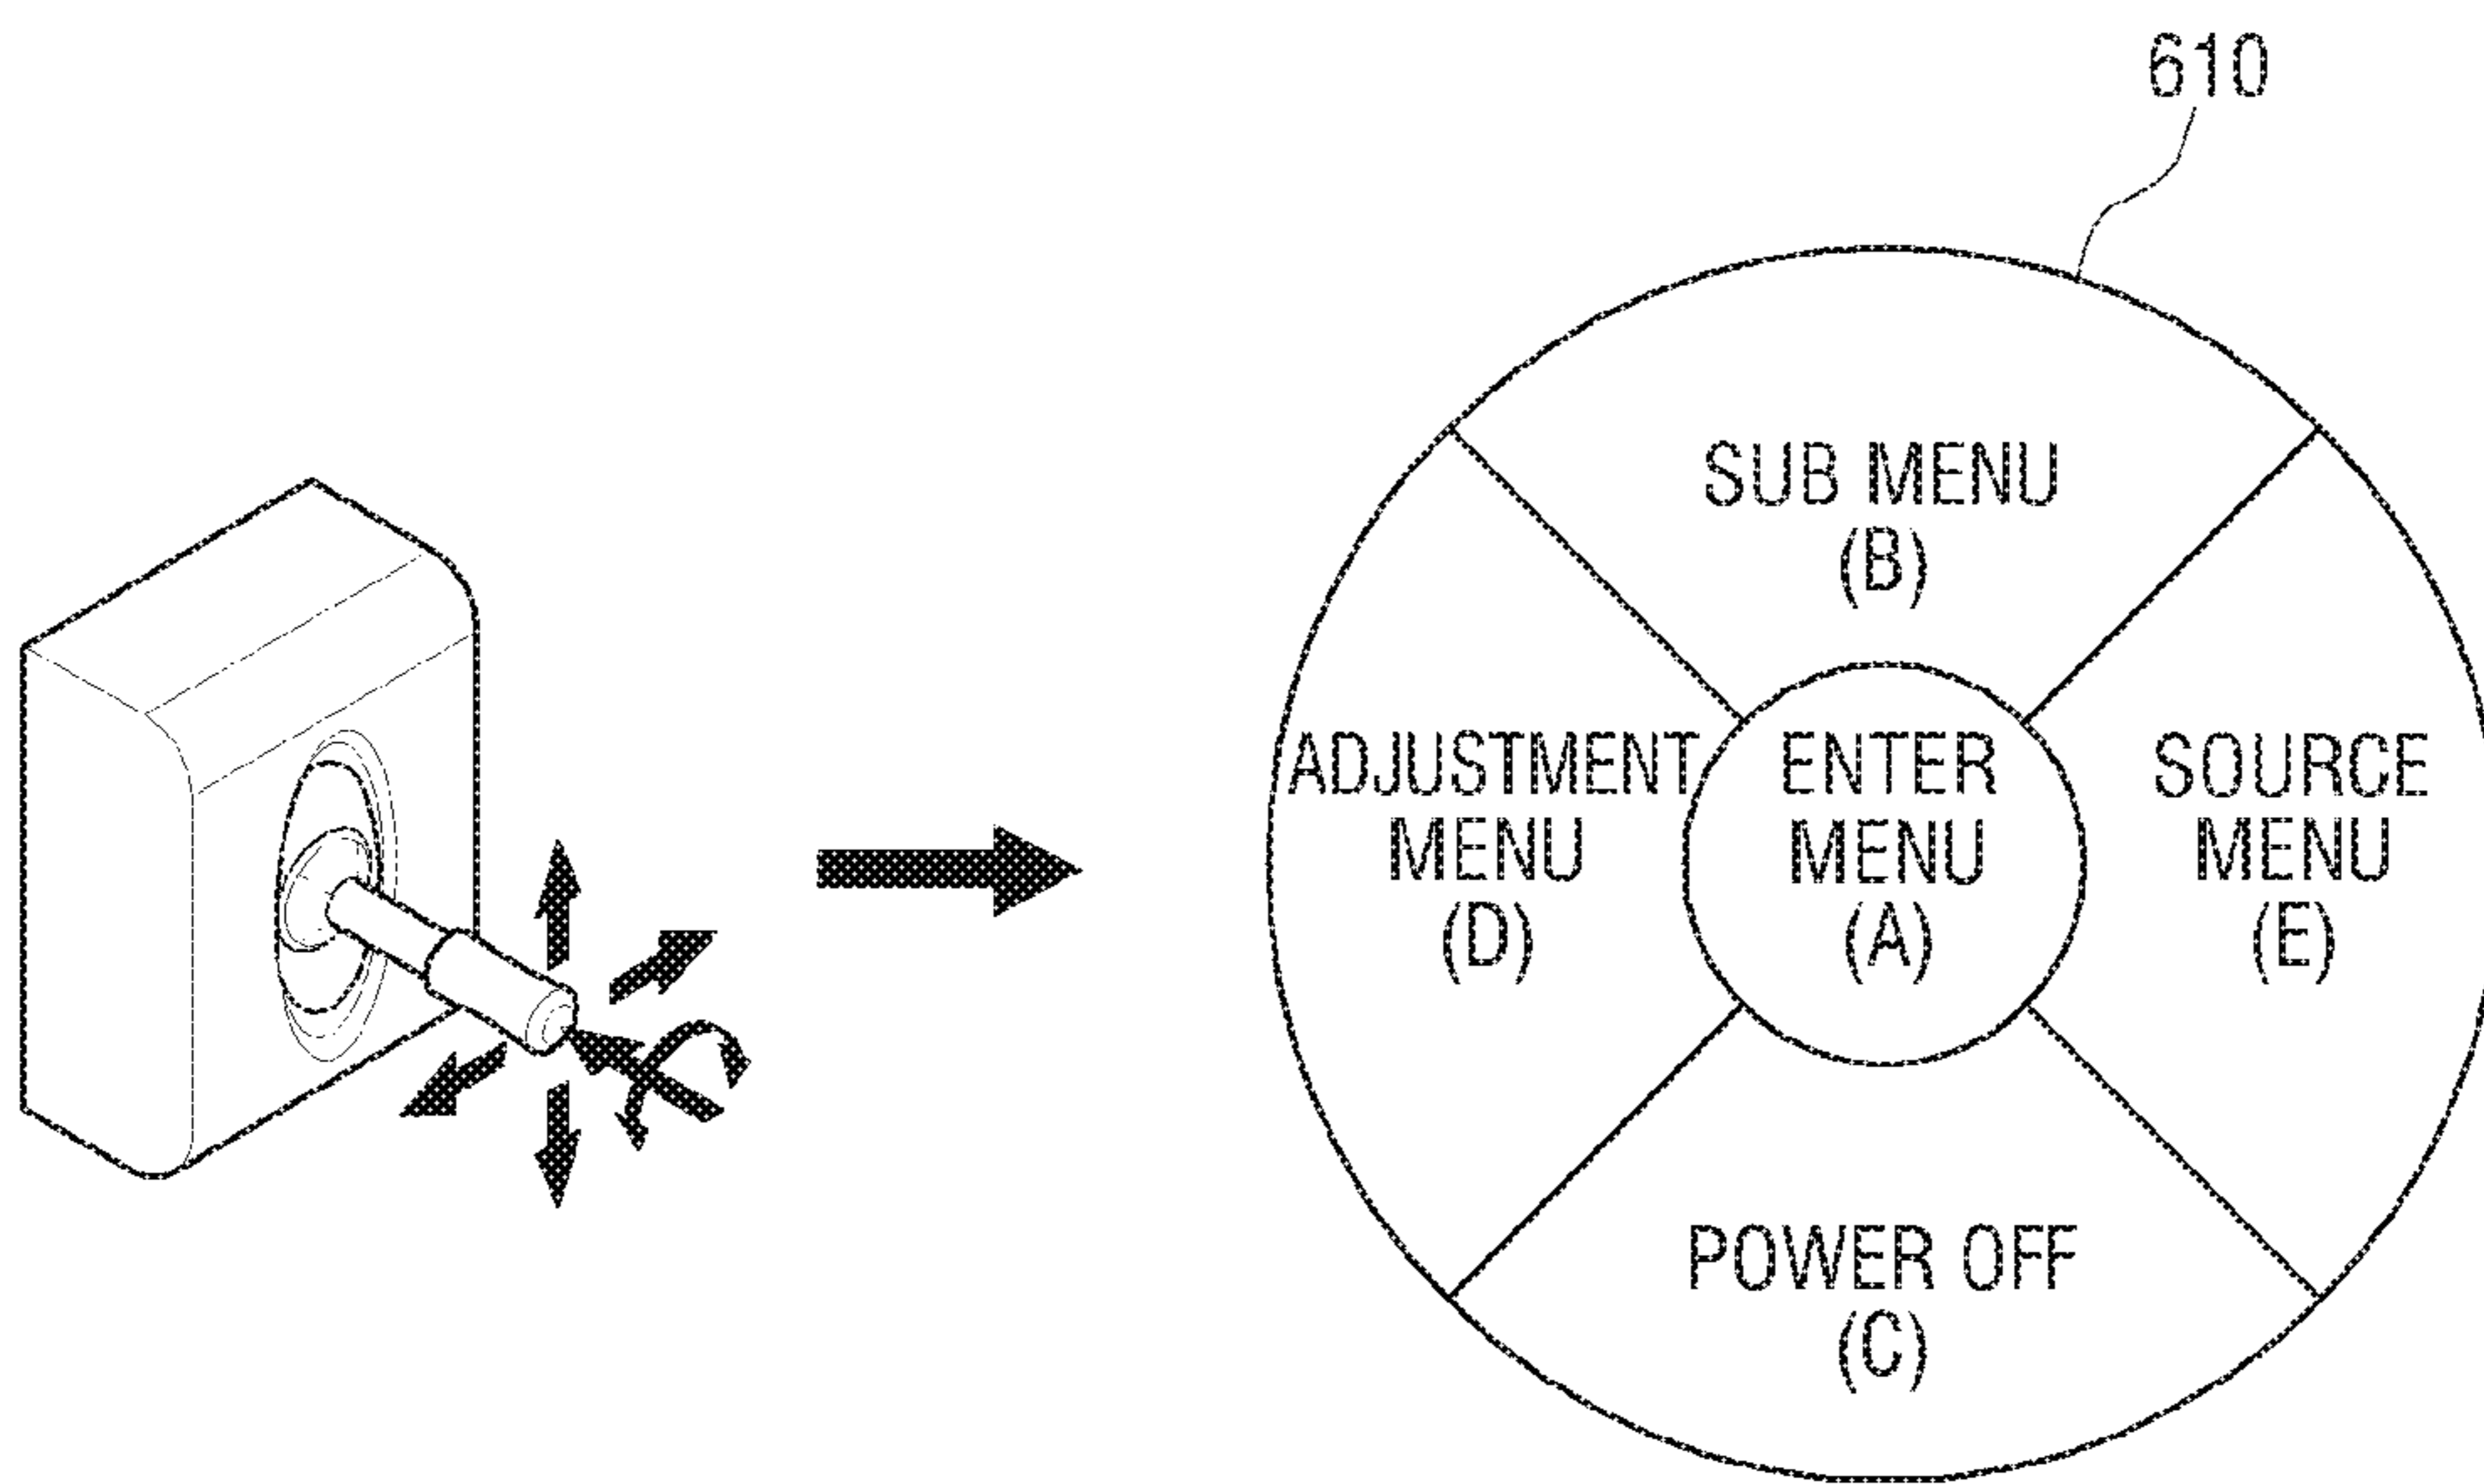 610
SUB MENU
(B)
ADJUSTMENT
MENU
(D)
ENTER
MENU
(A)
SOURCE
MENU
(E)
POWER OFF
(C)